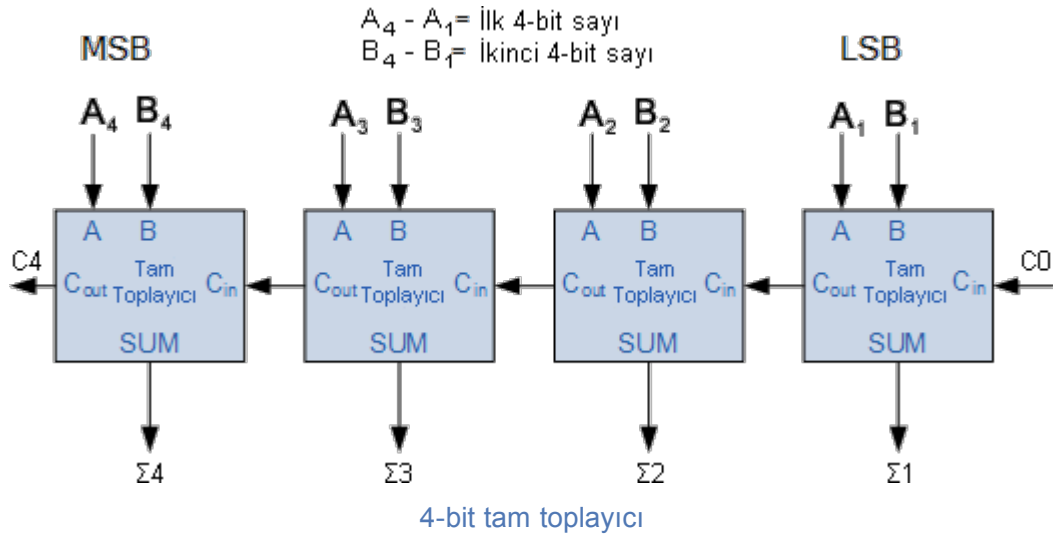 A₄ - A₁= İlk 4-bit sayı
MSB B₄ - B₁= İkinci 4-bit sayı LSB
A₄ B₄ A₃ B₃ A₂ B₂ A₁ B₁
A B A B A B A B
C4 Cout Tam Toplayıcı Cin Cout Tam Toplayıcı Cin Cout Tam Toplayıcı Cin Cout Tam Toplayıcı Cin C0
SUM SUM SUM SUM
Σ4 Σ3 Σ2 Σ1
4-bit tam toplayıcı